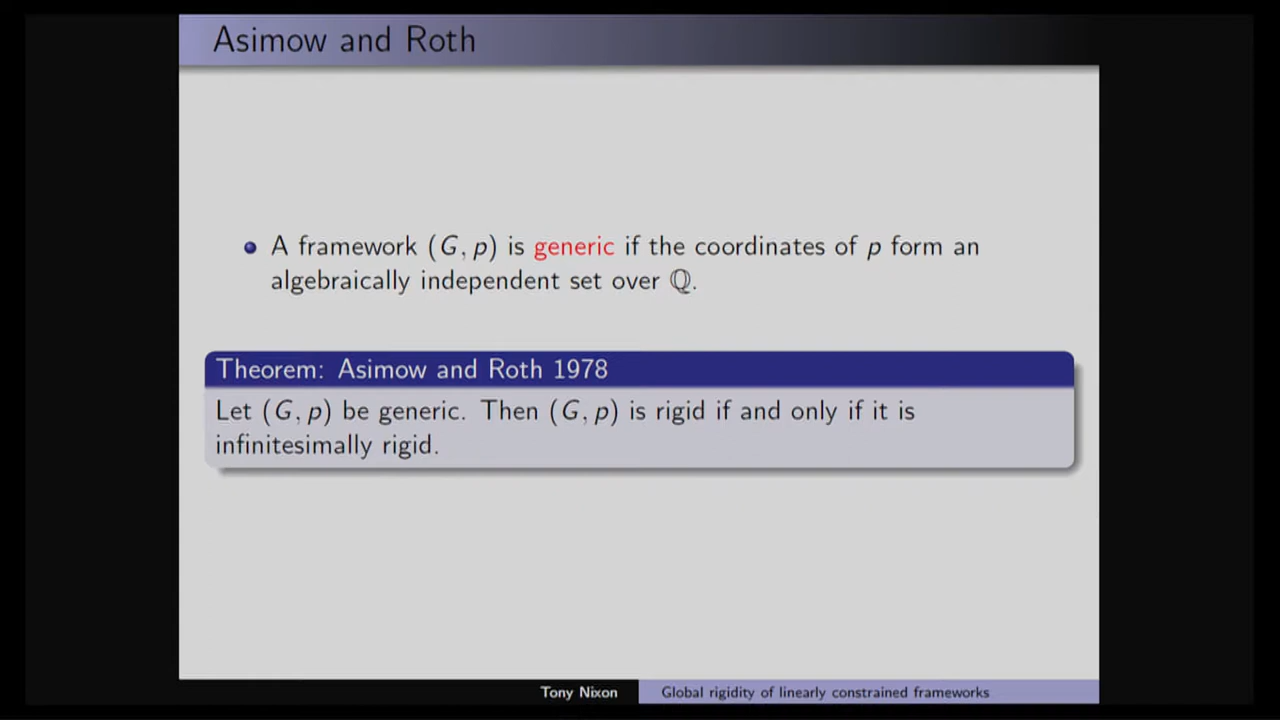 Asimow and Roth
A framework (G, p) is generic if the coordinates of p form an
algebraically independent set over ℚ.
Theorem: Asimow and Roth 1978
Let (G, p) be generic. Then (G, p) is rigid if and only if it is
infinitesimally rigid.
Tony Nixon
Global rigidity of linearly constrained frameworks